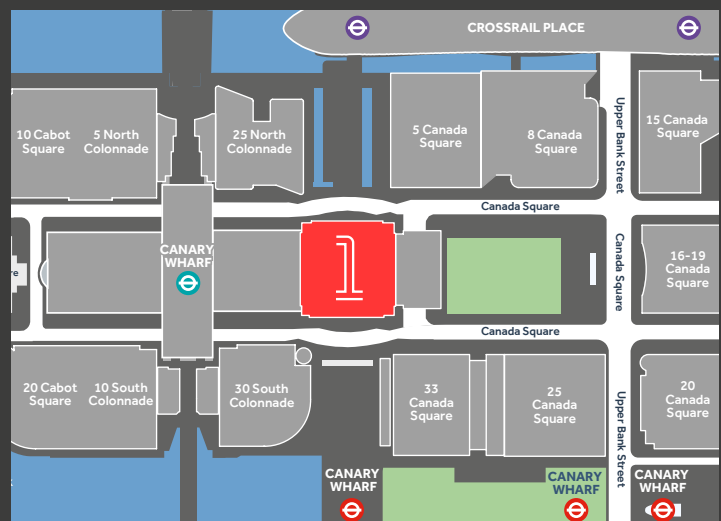 CROSSRAIL PLACE
10 Cabot
Square
5 North
Colonnade
25 North
Colonnade
5 Canada
Square
8 Canada
Square
Upper Bank Street
15 Canada
Square
Canada Square
CANARY
WHARF
1
Canada Square
16-19
Canada
Square
Canada Square
20 Cabot
Square
10 South
Colonnade
30 South
Colonnade
33
Canada
Square
25
Canada
Square
Upper Bank Street
20
Canada
Square
CANARY
WHARF
CANARY
WHARF
CANARY
WHARF